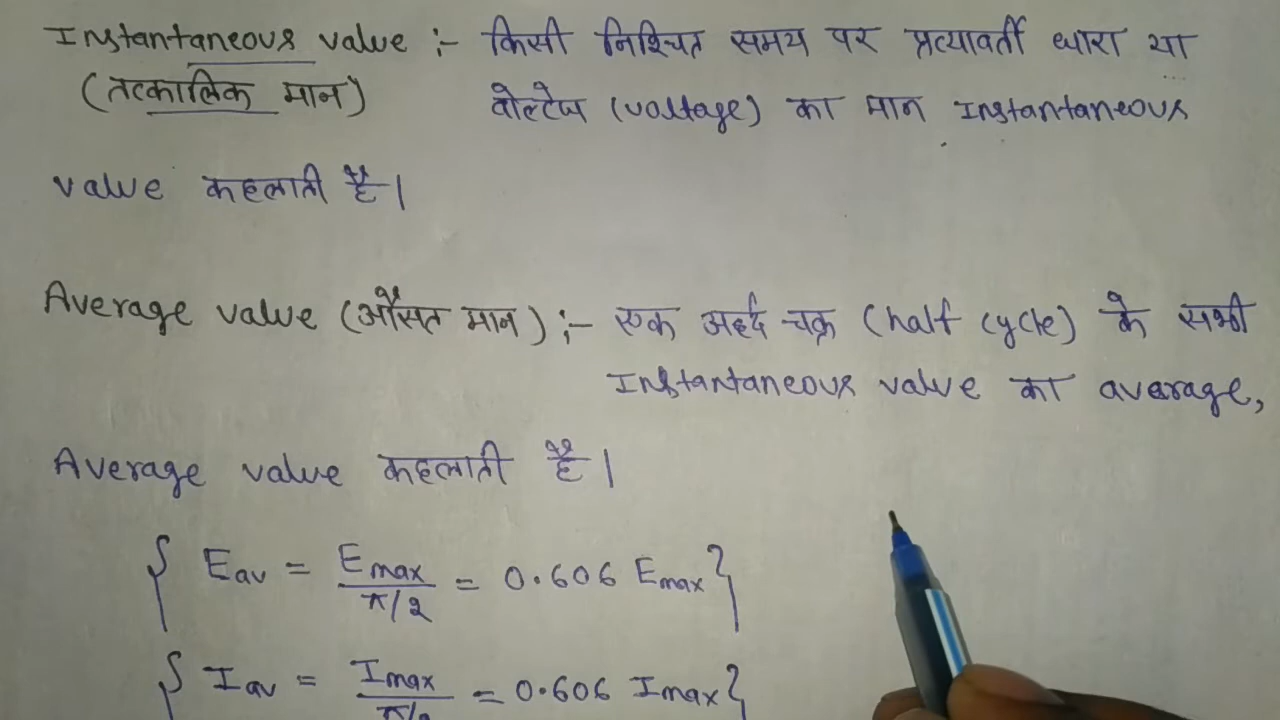 Instantaneous value :- किसी निश्चित समय पर प्रत्यावर्ती धारा या
(तत्कालिक मान) वोल्टेज (voltage) का मान Instantaneous
value कहलाती है।
Average value (औसत मान) :- एक अर्द्द चक्र (half cycle) के सभी
Instantaneous value का average,
Average value कहलाती है।
{ Eav = Emax / π/2 = 0.606 Emax }
{ Iav = Imax / π/2 = 0.606 Imax }